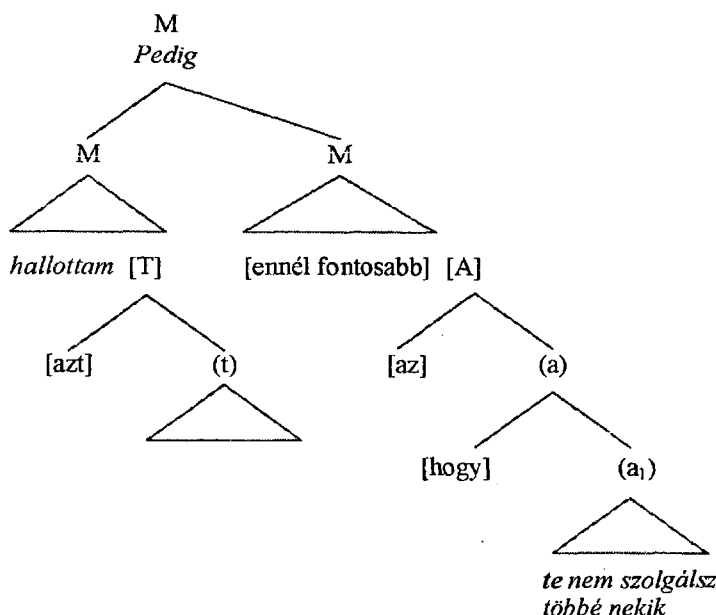 M
Pedig
M M
hallottam [T] [ennél fontosabb] [A]
[azt] (t) [az] (a)
[hogy] (a₁)
te nem szolgálsz
többé nekik